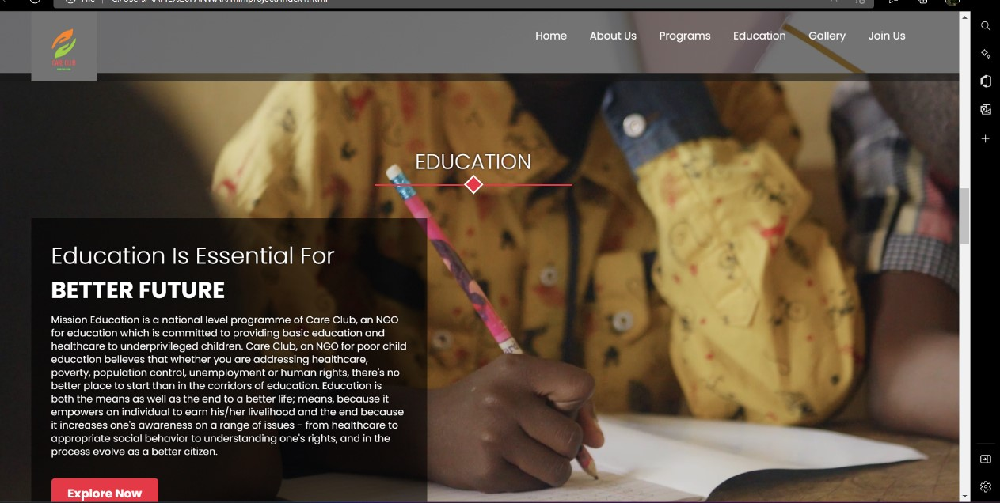 Home About Us Programs Education Gallery Join Us
CARE CLUB
EDUCATION
Education Is Essential For
BETTER FUTURE
Mission Education is a national level programme of Care Club, an NGO
for education which is committed to providing basic education and
healthcare to underprivileged children. Care Club, an NGO for poor child
education believes that whether you are addressing healthcare,
poverty, population control, unemployment or human rights, there's no
better place to start than in the corridors of education. Education is
both the means as well as the end to a better life; means, because it
empowers an individual to earn his/her livelihood and the end because
it increases one's awareness on a range of issues - from healthcare to
appropriate social behavior to understanding one's rights, and in the
process evolve as a better citizen.
Explore Now